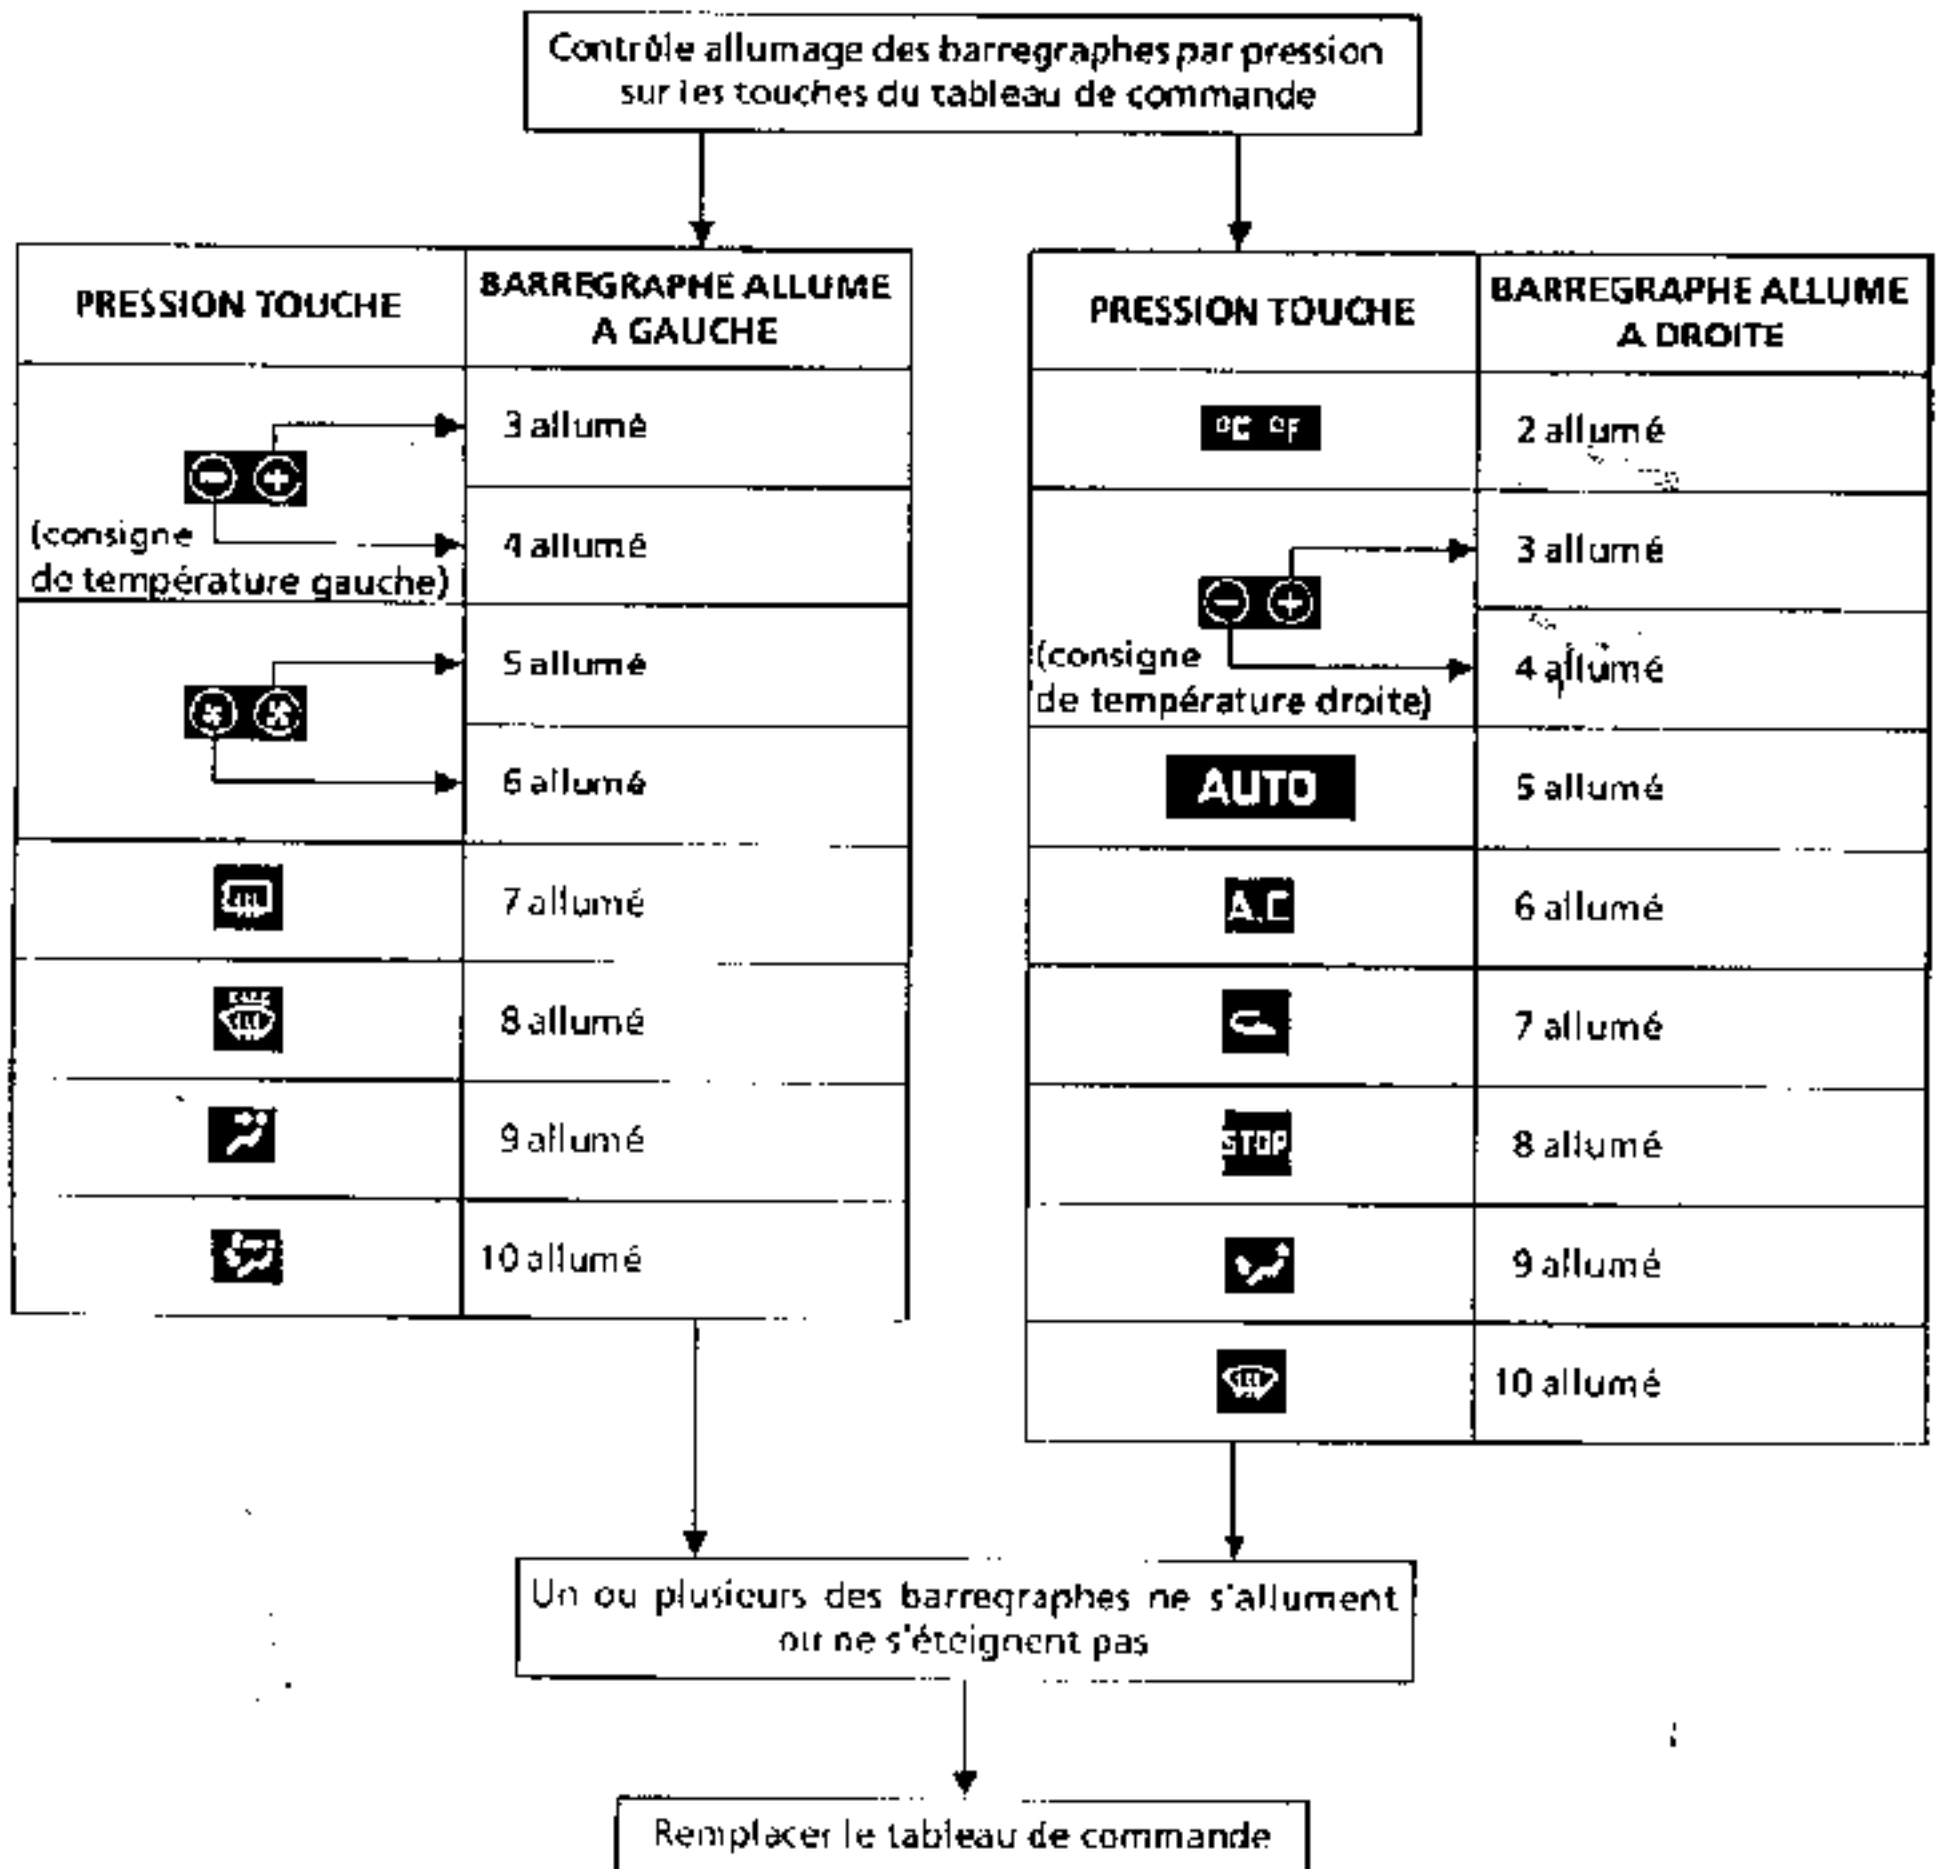 Contrôle allumage des barregraphes par pression
sur les touches du tableau de commande
PRESSION TOUCHE
BARREGRAPHE ALLUME
A GAUCHE
3 allumé
(consigne
de température gauche)
4 allumé
5 allumé
6 allumé
7 allumé
8 allumé
9 allumé
10 allumé
PRESSION TOUCHE
BARREGRAPHE ALLUME
A DROITE
°C °F
2 allumé
3 allumé
(consigne
de température droite)
4 allumé
AUTO
5 allumé
A.C
6 allumé
7 allumé
STOP
8 allumé
9 allumé
10 allumé
Un ou plusieurs des barregraphes ne s'allument
ou ne s'éteignent pas
Remplacer le tableau de commande